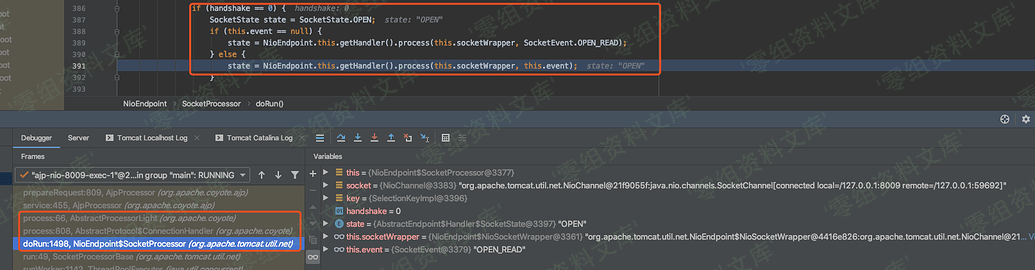 386 if (handshake == 0) { handshake: 0
387 SocketState state = SocketState.OPEN; state: "OPEN"
388 if (this.event == null) {
389 state = NioEndpoint.this.getHandler().process(this.socketWrapper, SocketEvent.OPEN_READ);
390 } else {
391 state = NioEndpoint.this.getHandler().process(this.socketWrapper, this.event); state: "OPEN"
392 }
393
NioEndpoint > SocketProcessor > doRun()
Debugger Server Tomcat Localhost Log Tomcat Catalina Log
Frames Variables
"ajp-nio-8009-exec-1"@2...in group "main": RUNNING
prepareRequest:809, AjpProcessor (org.apache.coyote.ajp)
service:455, AjpProcessor (org.apache.coyote.ajp)
process:66, AbstractProcessorLight (org.apache.coyote)
process:808, AbstractProtocol$ConnectionHandler (org.apache.coyote)
doRun:1498, NioEndpoint$SocketProcessor (org.apache.tomcat.util.net)
run:49, SocketProcessorBase (org.apache.tomcat.util.net)
runWorker:1142, ThreadPoolExecutor (java.util.concurrent)
this = {NioEndpoint$SocketProcessor@3377}
socket = {NioChannel@3383} "org.apache.tomcat.util.net.NioChannel@21f9055f:java.nio.channels.SocketChannel[connected local=/127.0.0.1:8009 remote=/127.0.0.1:59692]"
key = {SelectionKeyImpl@3396}
handshake = 0
state = {AbstractEndpoint$Handler$SocketState@3397} "OPEN"
this.socketWrapper = {NioEndpoint$NioSocketWrapper@3361} "org.apache.tomcat.util.net.NioEndpoint$NioSocketWrapper@4416e826:org.apache.tomcat.util.net.NioChannel@21...
this.event = {SocketEvent@3379} "OPEN_READ"
零组资料文库